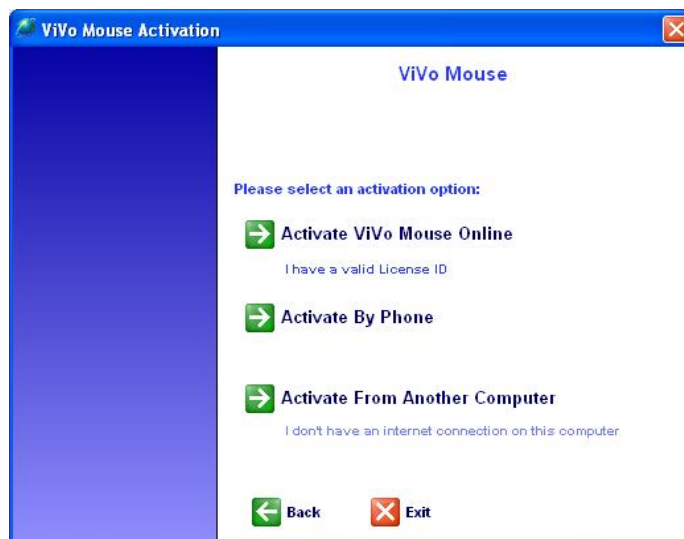 ViVo Mouse Activation
ViVo Mouse
Please select an activation option:
Activate ViVo Mouse Online
I have a valid License ID
Activate By Phone
Activate From Another Computer
I don't have an internet connection on this computer
Back Exit